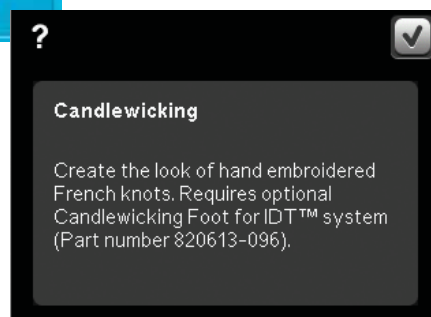 ?
Candlewicking
Create the look of hand embroidered
French knots. Requires optional
Candlewicking Foot for IDT™ system
(Part number 820613-096).